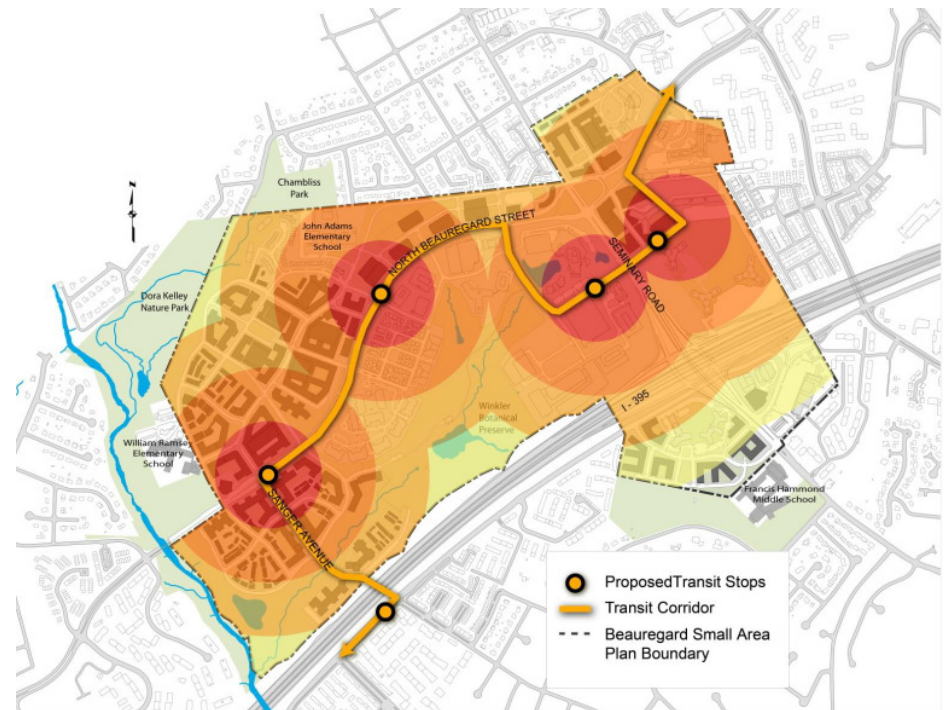 Chambliss
Park
John Adams
Elementary
School
NORTH BEAUREGARD STREET
SEMINARY ROAD
Dora Kelley
Nature Park
z
I - 395
Winkler
Botanical
Preserve
William Ramsey
Elementary
School
SANGER AVENUE
Francis Hammond
Middle School
ProposedTransit Stops
Transit Corridor
Beauregard Small Area
Plan Boundary